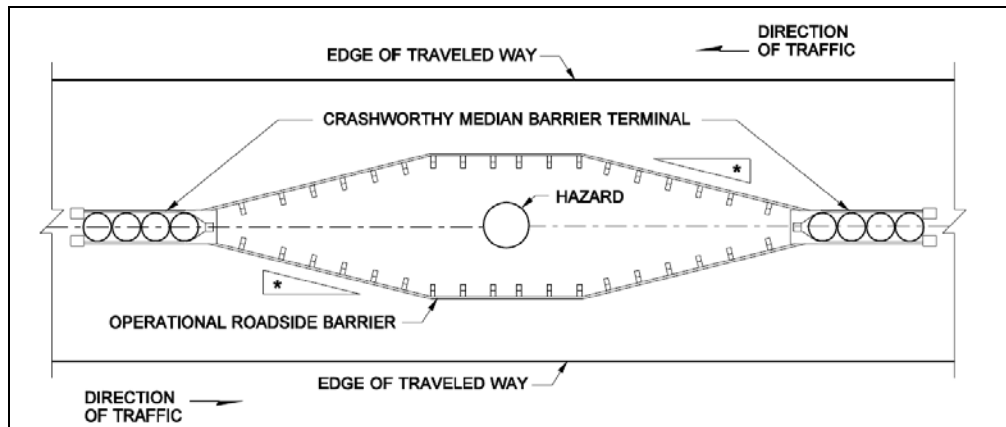 DIRECTION
OF TRAFFIC
EDGE OF TRAVELED WAY
CRASHWORTHY MEDIAN BARRIER TERMINAL
*
HAZARD
*
OPERATIONAL ROADSIDE BARRIER
EDGE OF TRAVELED WAY
DIRECTION
OF TRAFFIC